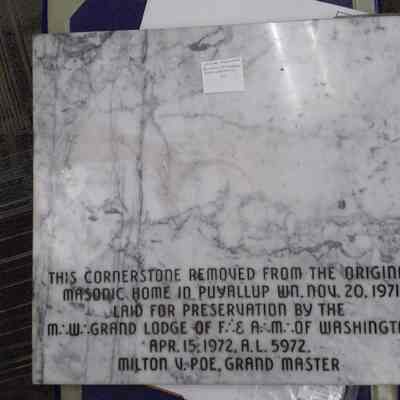 THIS CORNERSTONE REMOVED FROM THE ORIGIN
MASONIC HOME IN PUYALLUP WN. NOV. 20, 1971
LAID FOR PRESERVATION BY THE
M∴W∴GRAND LODGE OF F.& A∴M∴OF WASHINGT
APR. 15, 1972, A.L. 5972.
MILTON V. POE, GRAND MASTER